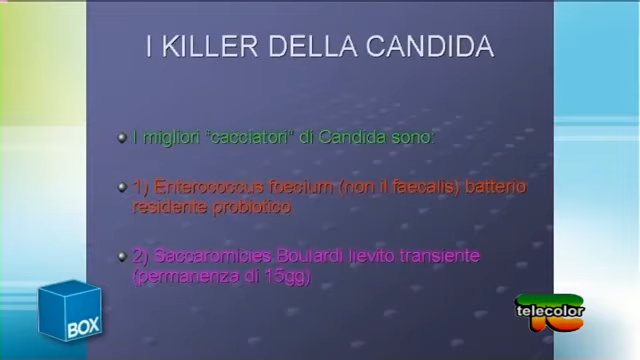 I KILLER DELLA CANDIDA
I migliori "cacciatori" di Candida sono:
1) Enterococcus foecium (non il faecalis) batterio
residente probiotico
2) Saccaromicies Boulardi lievito transiente
(permanenza di 15gg)
BOX
telecolor